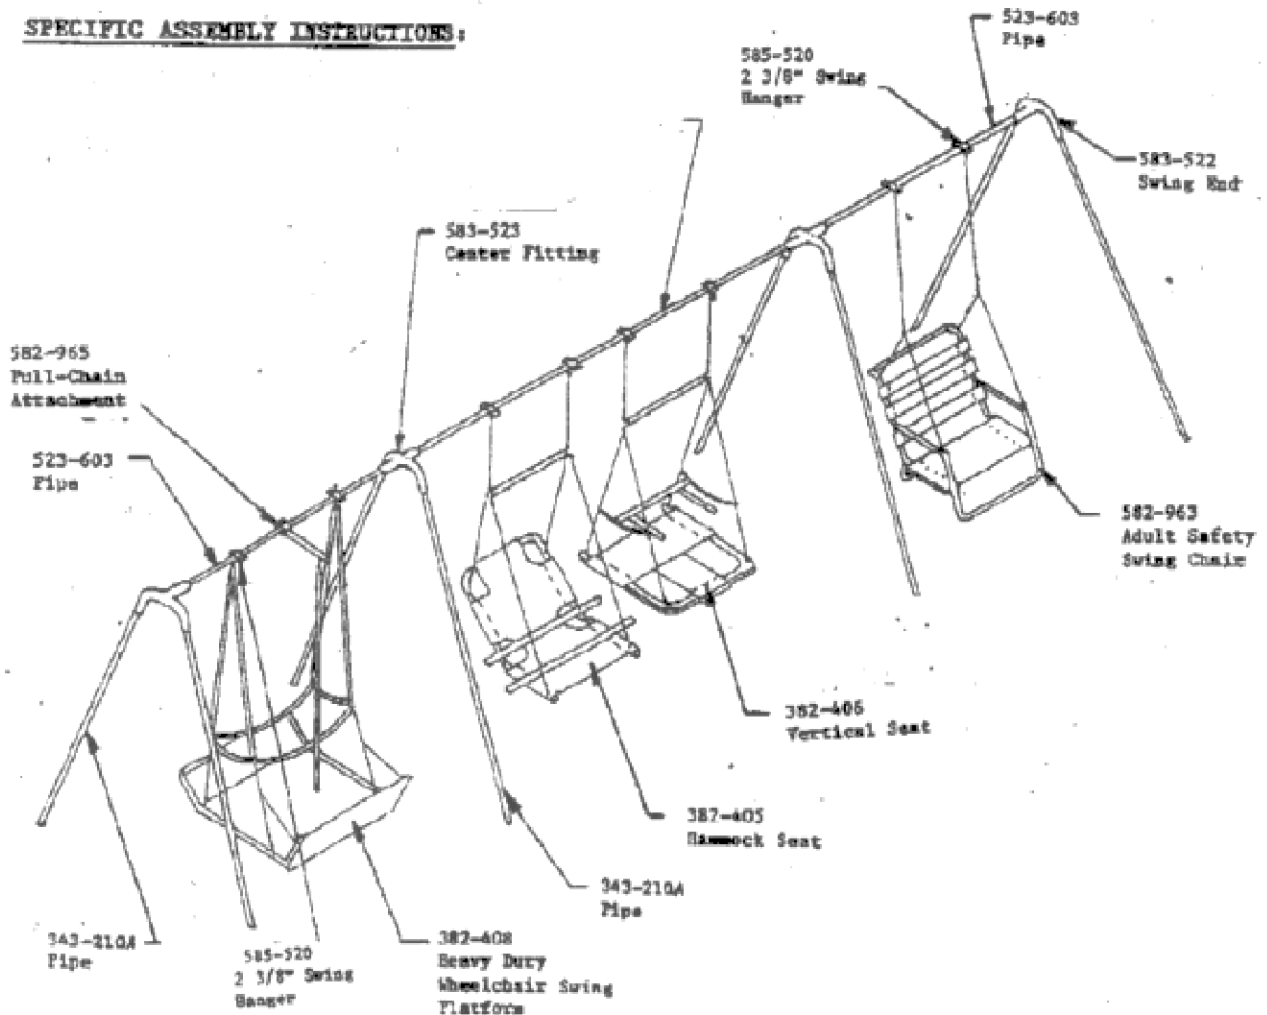 SPECIFIC ASSEMBLY INSTRUCTIONS:
523-603
Pipe
585-520
2 3/8" Swing
Hanger
583-522
Swing End
583-523
Center Fitting
582-965
Pull-Chain
Attachment
523-603
Pipe
582-963
Adult Safety
Swing Chair
382-406
Vertical Seat
387-405
Hammock Seat
343-210A
Pipe
343-210A
Pipe
585-520
2 3/8" Swing
Hanger
382-408
Heavy Duty
Wheelchair Swing
Platform